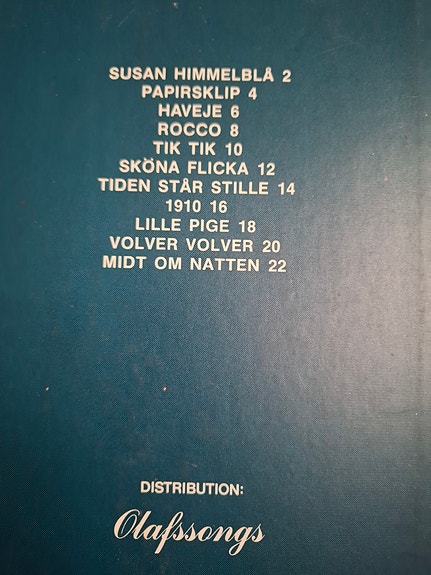 SUSAN HIMMELBLÅ 2
PAPIRSKLIP 4
HAVEJE 6
ROCCO 8
TIK TIK 10
SKÖNA FLICKA 12
TIDEN STÅR STILLE 14
1910 16
LILLE PIGE 18
VOLVER VOLVER 20
MIDT OM NATTEN 22
DISTRIBUTION:
Olafssongs